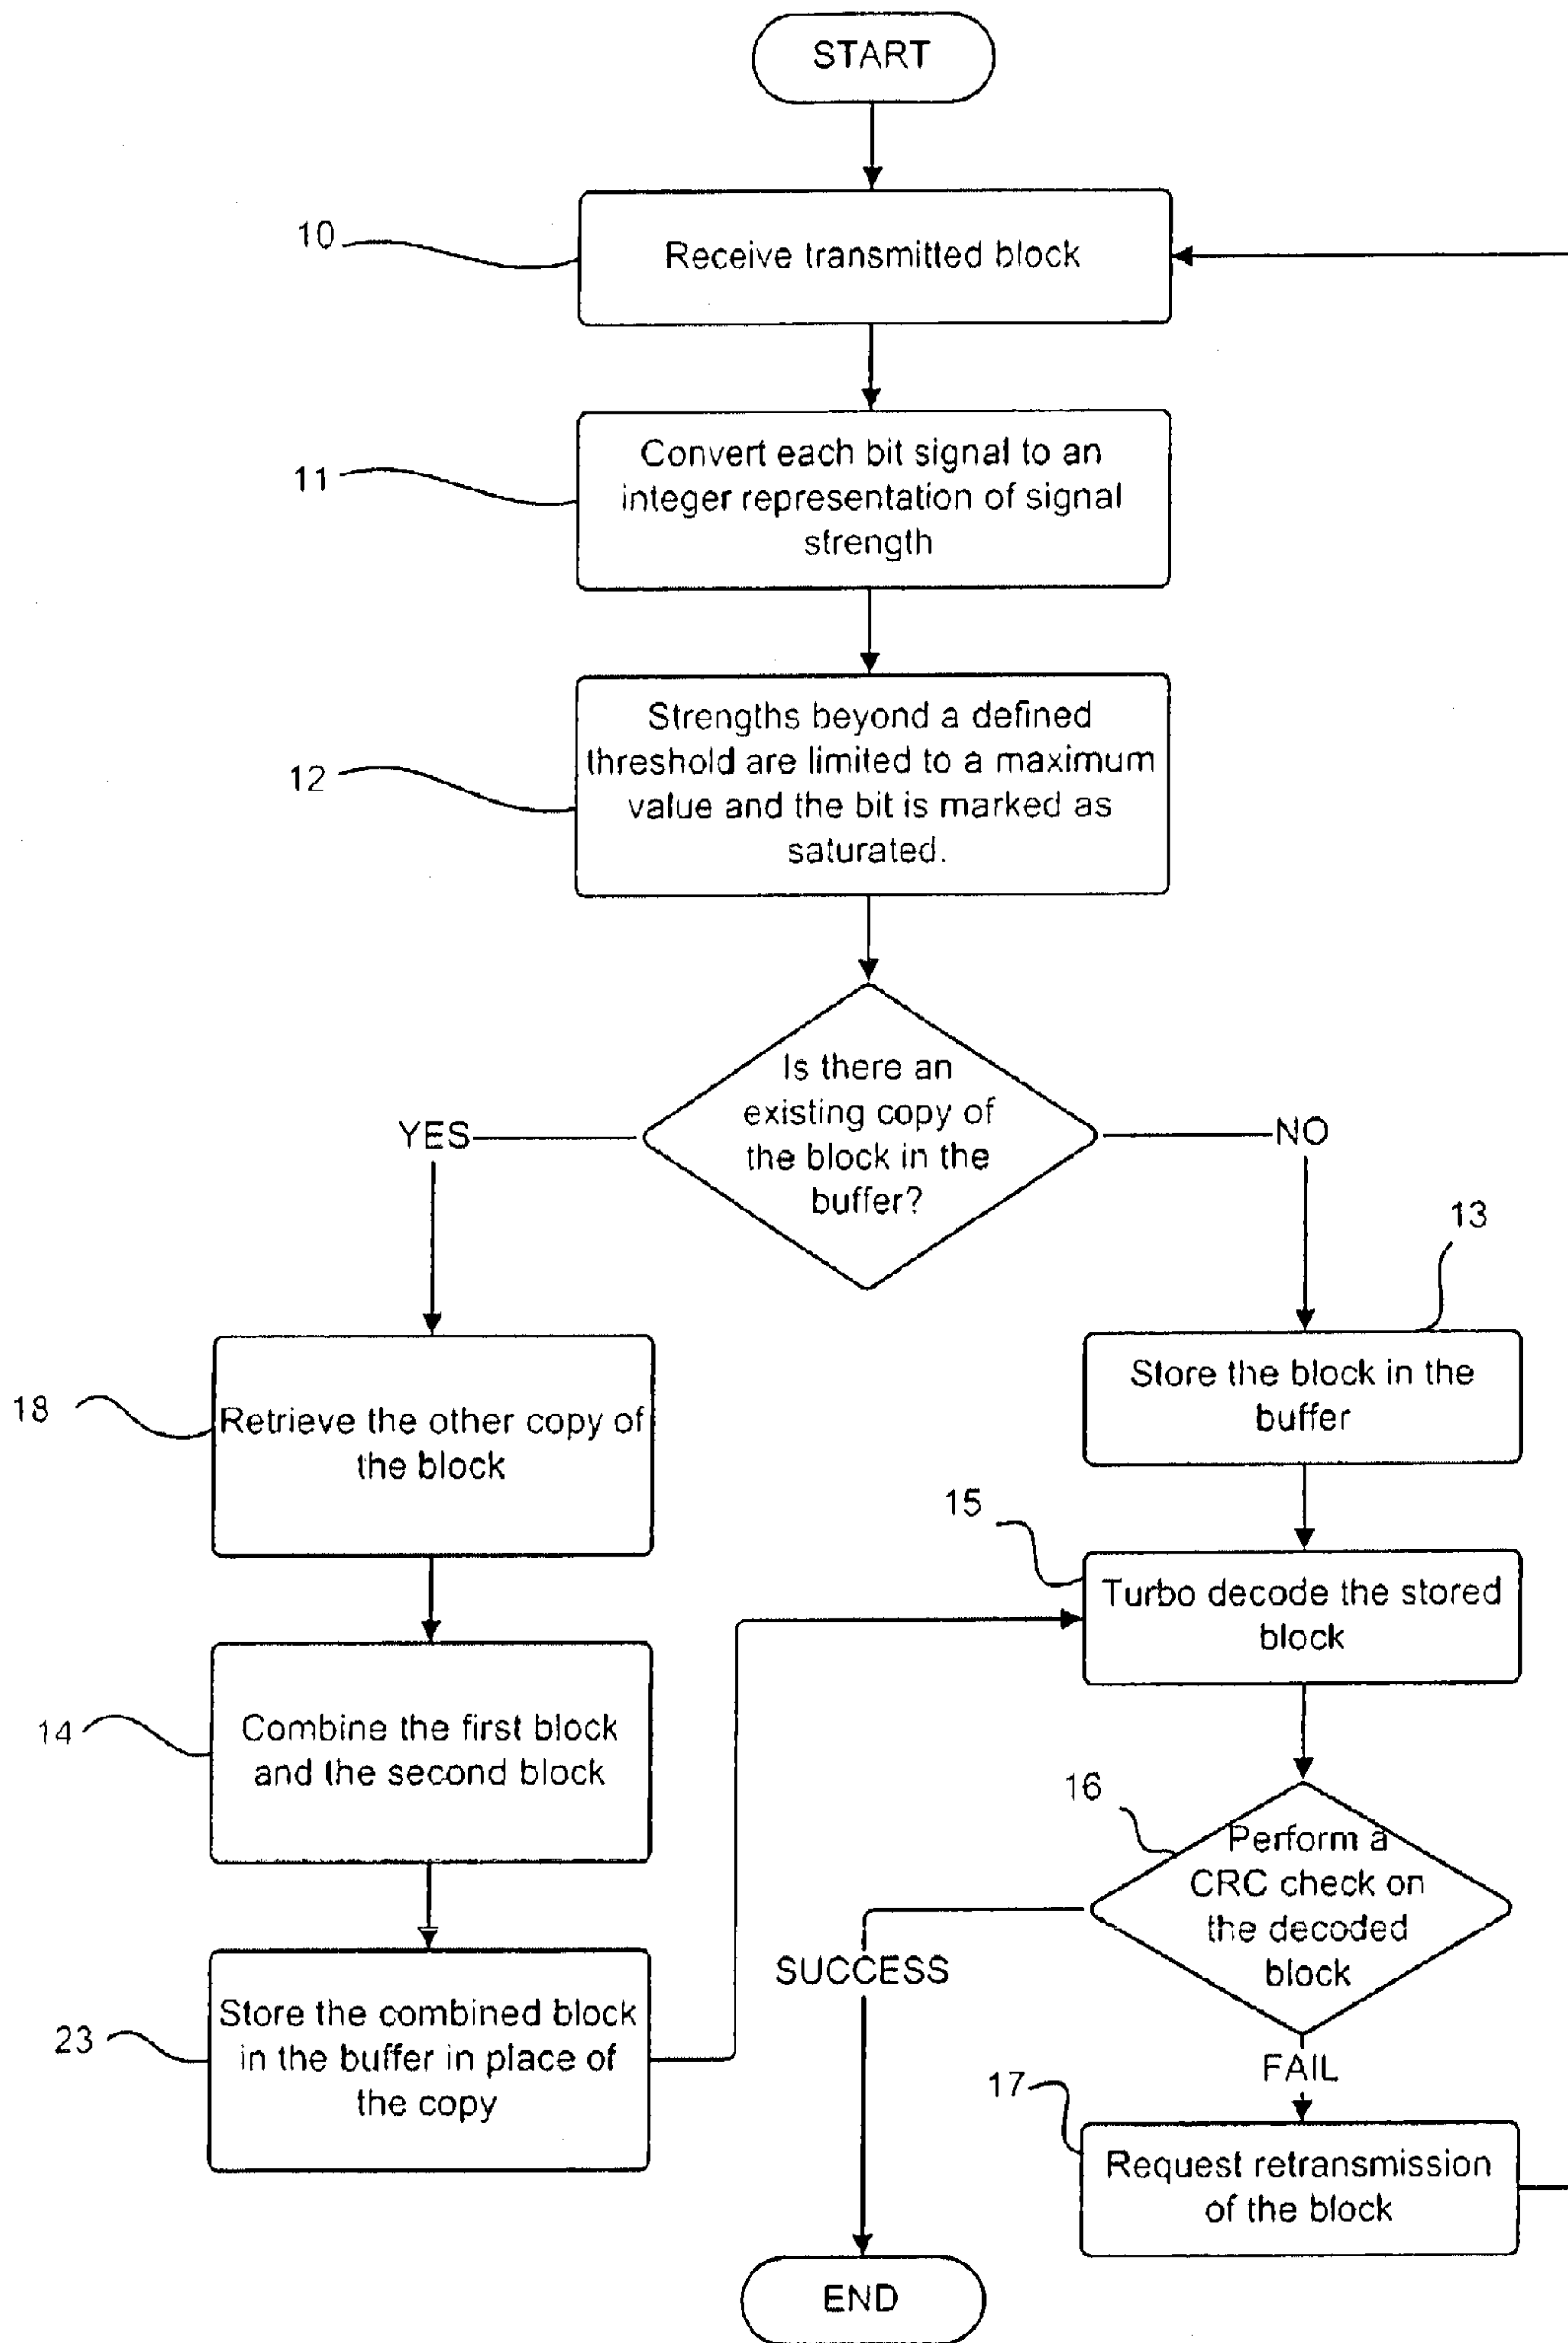 START
10
Receive transmitted block
11
Convert each bit signal to an
integer representation of signal
strength
12
Strengths beyond a defined
threshold are limited to a maximum
value and the bit is marked as
saturated.
Is there an
existing copy of
the block in the
buffer?
YES
NO
13
18
Retrieve the other copy of
the block
Store the block in the
buffer
15
Turbo decode the stored
block
14
Combine the first block
and the second block
16
Perform a
CRC check on
the decoded
block
SUCCESS
23
Store the combined block
in the buffer in place of
the copy
FAIL
17
Request retransmission
of the block
END